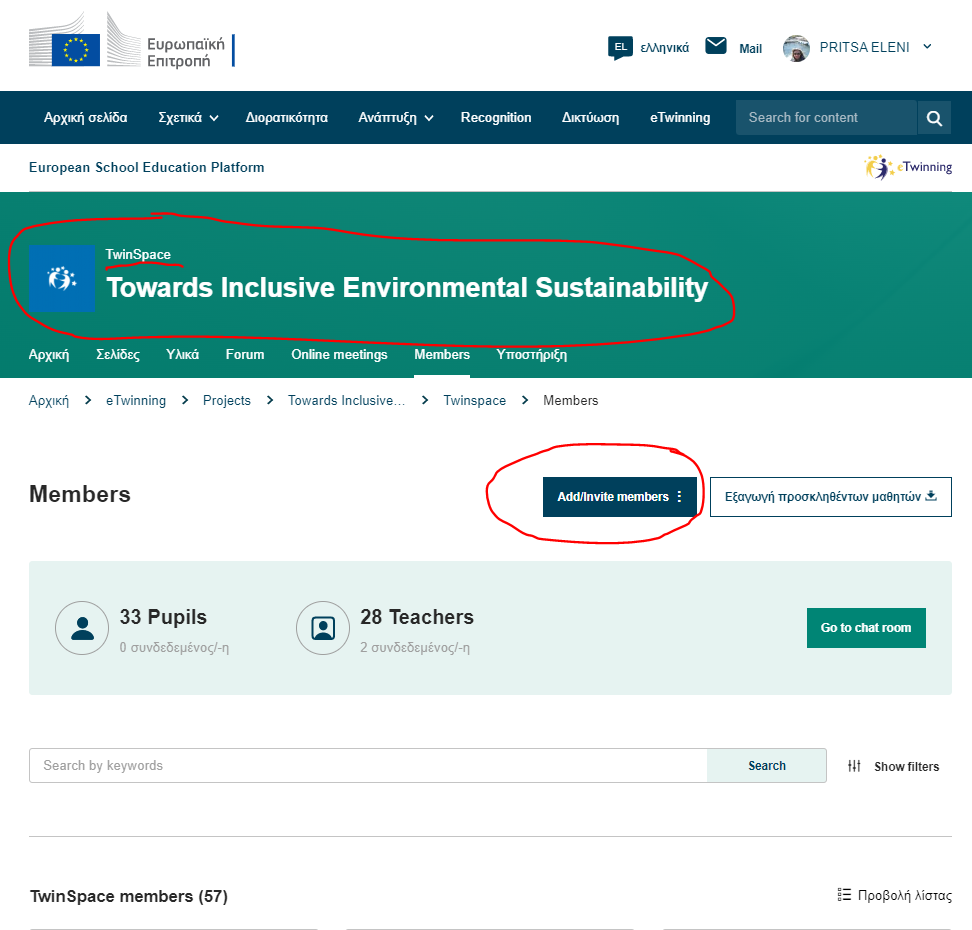 Ευρωπαϊκή
Επιτροπή
EL ελληνικά Mail PRITSA ELENI
Αρχική σελίδα Σχετικά Διορατικότητα Ανάπτυξη Recognition Δικτύωση eTwinning Search for content
European School Education Platform eTwinning
TwinSpace
Towards Inclusive Environmental Sustainability
Αρχική Σελίδες Υλικά Forum Online meetings Members Υποστήριξη
Αρχική > eTwinning > Projects > Towards Inclusive... > Twinspace > Members
Members Add/Invite members Εξαγωγή προσκληθέντων μαθητών
33 Pupils 28 Teachers
0 συνδεδεμένος/-η 2 συνδεδεμένος/-η
Go to chat room
Search by keywords Search Show filters
TwinSpace members (57) Προβολή λίστας